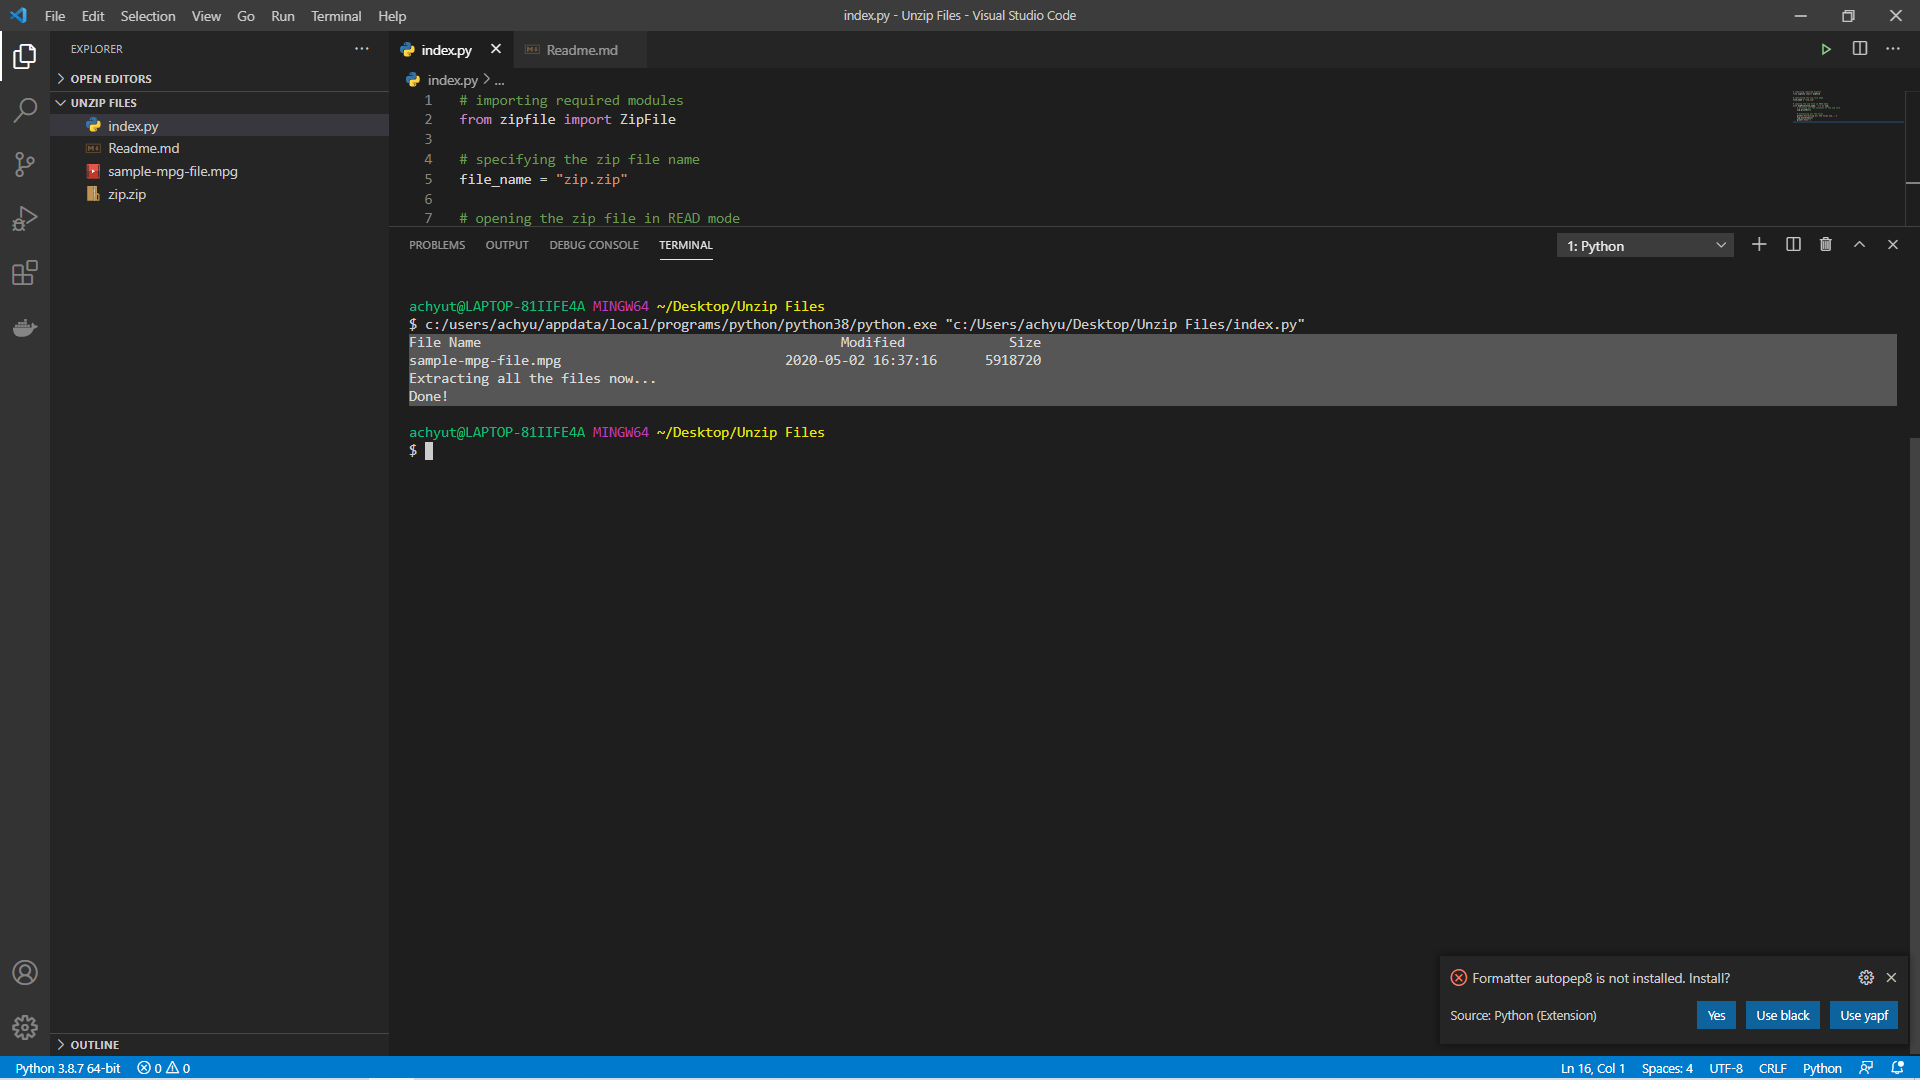 File Edit Selection View Go Run Terminal Help
index.py - Unzip Files - Visual Studio Code
EXPLORER
OPEN EDITORS
UNZIP FILES
index.py
Readme.md
sample-mpg-file.mpg
zip.zip
OUTLINE
index.py
Readme.md
index.py > ...
1 # importing required modules
2 from zipfile import ZipFile
3
4 # specifying the zip file name
5 file_name = "zip.zip"
6
7 # opening the zip file in READ mode
PROBLEMS OUTPUT DEBUG CONSOLE TERMINAL
1: Python
achyut@LAPTOP-81IIFE4A MINGW64 ~/Desktop/Unzip Files
$ c:/users/achyu/appdata/local/programs/python/python38/python.exe "c:/Users/achyu/Desktop/Unzip Files/index.py"
File Name Modified Size
sample-mpg-file.mpg 2020-05-02 16:37:16 5918720
Extracting all the files now...
Done!
achyut@LAPTOP-81IIFE4A MINGW64 ~/Desktop/Unzip Files
$
Formatter autopep8 is not installed. Install?
Source: Python (Extension)
Yes
Use black
Use yapf
Python 3.8.7 64-bit 0 0
Ln 16, Col 1 Spaces: 4 UTF-8 CRLF Python